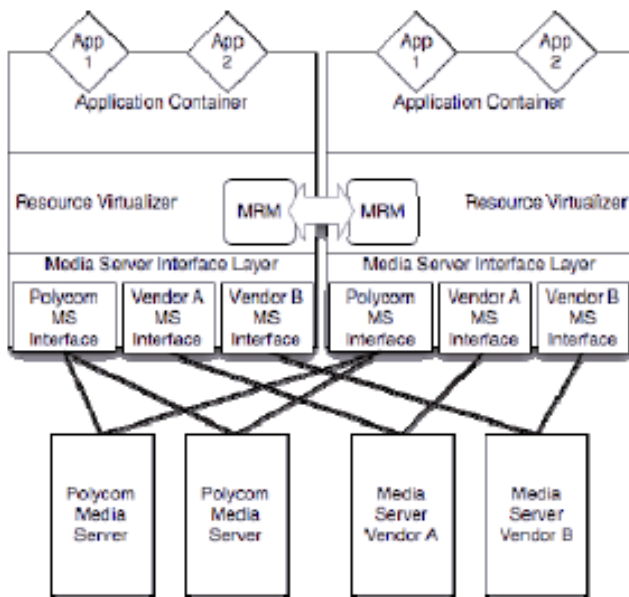 App
1
App
2
App
1
App
2
Application Container
Application Container
Resource Virtualizer
MRM
MRM
Resource Virtualizer
Media Server Interface Layer
Media Server Interface Layer
Polycom
MS
Interface
Vendor A
MS
Interface
Vendor B
MS
Interface
Polycom
MS
Interface
Vendor A
MS
Interface
Vendor B
MS
Interface
Polycom
Media
Server
Polycom
Media
Server
Media
Server
Vendor A
Media
Server
Vendor B